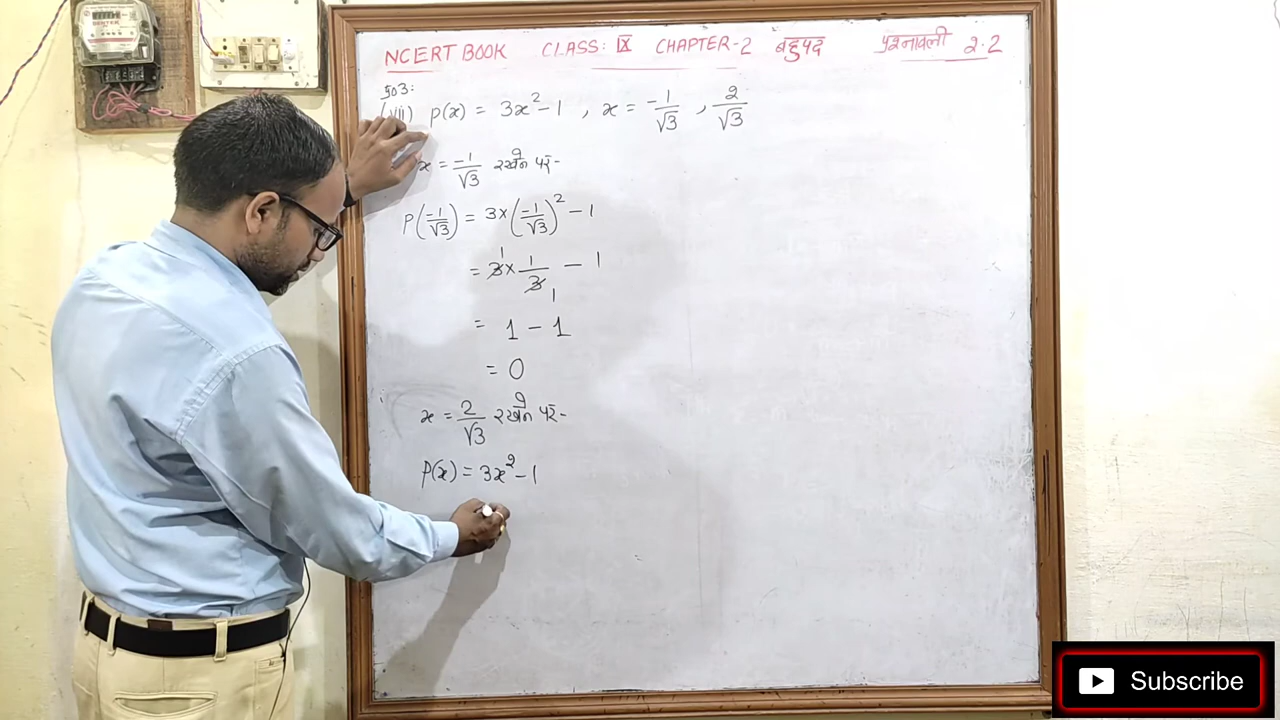 NCERT BOOK CLASS: IX CHAPTER-2 बहुपद प्रश्नावली 2.2
प्र03:
(vii) p(x) = 3x² - 1 , x = -1/√3 , 2/√3
x = -1/√3 रखने पर-
P(-1/√3) = 3×(-1/√3)² - 1
= 3 × 1/3 - 1
= 1 - 1
= 0
x = 2/√3 रखने पर-
P(x) = 3x² - 1
Subscribe